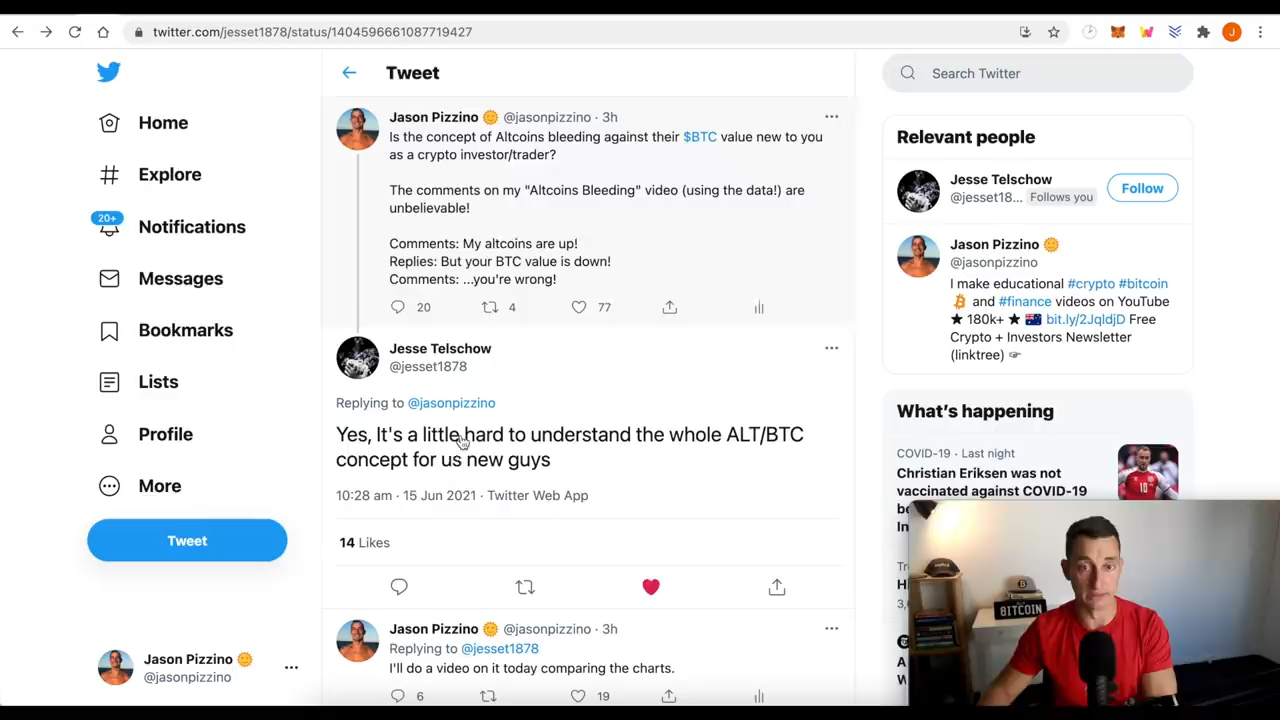 twitter.com/jesset1878/status/1404596661087719427
J
Home
Explore
20+
Notifications
Messages
Bookmarks
Lists
Profile
More
Tweet
Jason Pizzino
@jasonpizzino
Tweet
Jason Pizzino @jasonpizzino · 3h
Is the concept of Altcoins bleeding against their $BTC value new to you
as a crypto investor/trader?
The comments on my "Altcoins Bleeding" video (using the data!) are
unbelievable!
Comments: My altcoins are up!
Replies: But your BTC value is down!
Comments: ...you're wrong!
20 4 77
Jesse Telschow
@jesset1878
Replying to @jasonpizzino
Yes, It's a little hard to understand the whole ALT/BTC
concept for us new guys
10:28 am · 15 Jun 2021 · Twitter Web App
14 Likes
Jason Pizzino @jasonpizzino · 3h
Replying to @jesset1878
I'll do a video on it today comparing the charts.
6 19
Search Twitter
Relevant people
Jesse Telschow
@jesset18... Follows you
Follow
Jason Pizzino
@jasonpizzino
I make educational #crypto #bitcoin
and #finance videos on YouTube
★ 180k+ ★ bit.ly/2JqldjD Free
Crypto + Investors Newsletter
(linktree) ☞
What's happening
COVID-19 · Last night
Christian Eriksen was not
vaccinated against COVID-19
BITCOIN